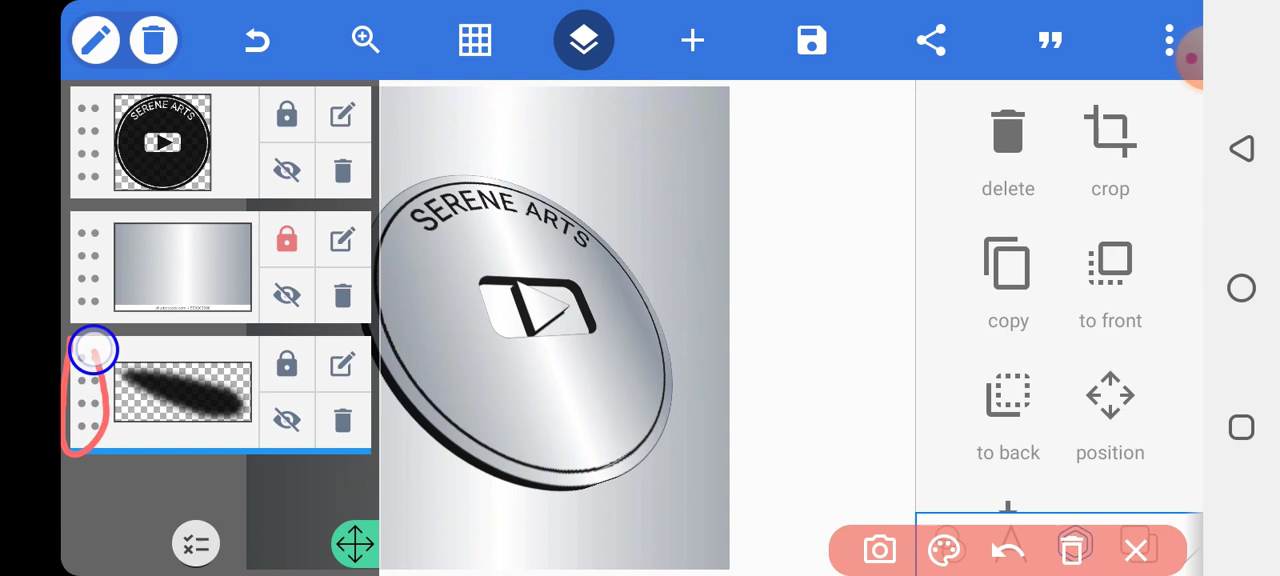 SERENE ARTS
SERENE ARTS
delete
crop
copy
to front
to back
position